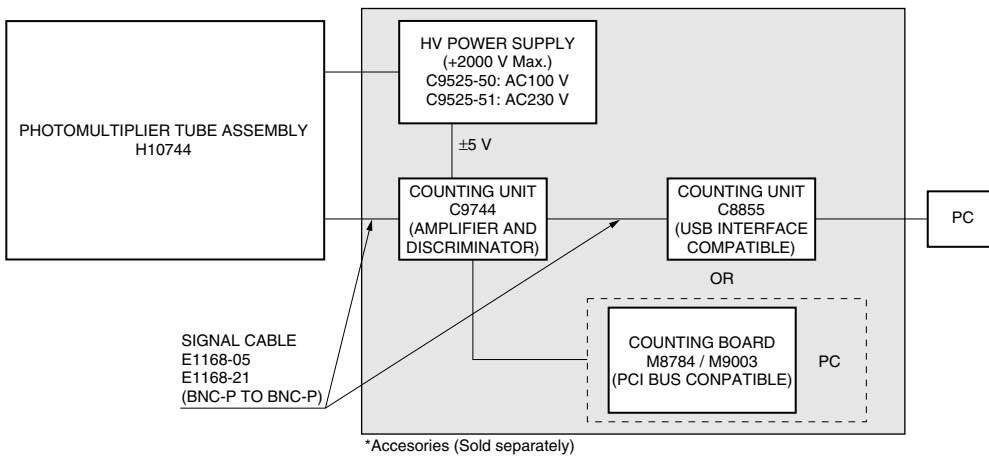 PHOTOMULTIPLIER TUBE ASSEMBLY
H10744
HV POWER SUPPLY
(+2000 V Max.)
C9525-50: AC100 V
C9525-51: AC230 V
±5 V
COUNTING UNIT
C9744
(AMPLIFIER AND
DISCRIMINATOR)
COUNTING UNIT
C8855
(USB INTERFACE
COMPATIBLE)
PC
OR
COUNTING BOARD
M8784 / M9003
(PCI BUS CONPATIBLE)
PC
SIGNAL CABLE
E1168-05
E1168-21
(BNC-P TO BNC-P)
*Accesories (Sold separately)